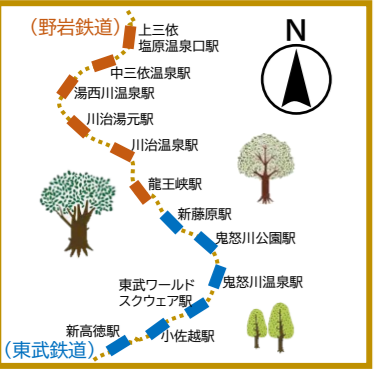 (野岩鉄道)
上三依
塩原温泉口駅
N
中三依温泉駅
湯西川温泉駅
川治湯元駅
川治温泉駅
龍王峡駅
新藤原駅
鬼怒川公園駅
鬼怒川温泉駅
東武ワールド
スクウェア駅
小佐越駅
新高徳駅
(東武鉄道)